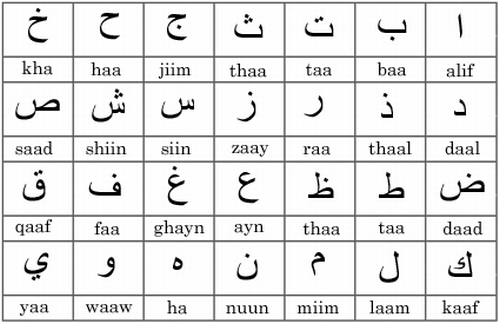 ا ب ت ث ج ح خ
alif baa taa thaa jiim haa kha
د ذ ر ز س ش ص
daal thaal raa zaay siin shiin saad
ض ط ظ ع غ ف ق
daad taa thaa ayn ghayn faa qaaf
ك ل م ن ه و ي
kaaf laam miim nuun ha waaw yaa